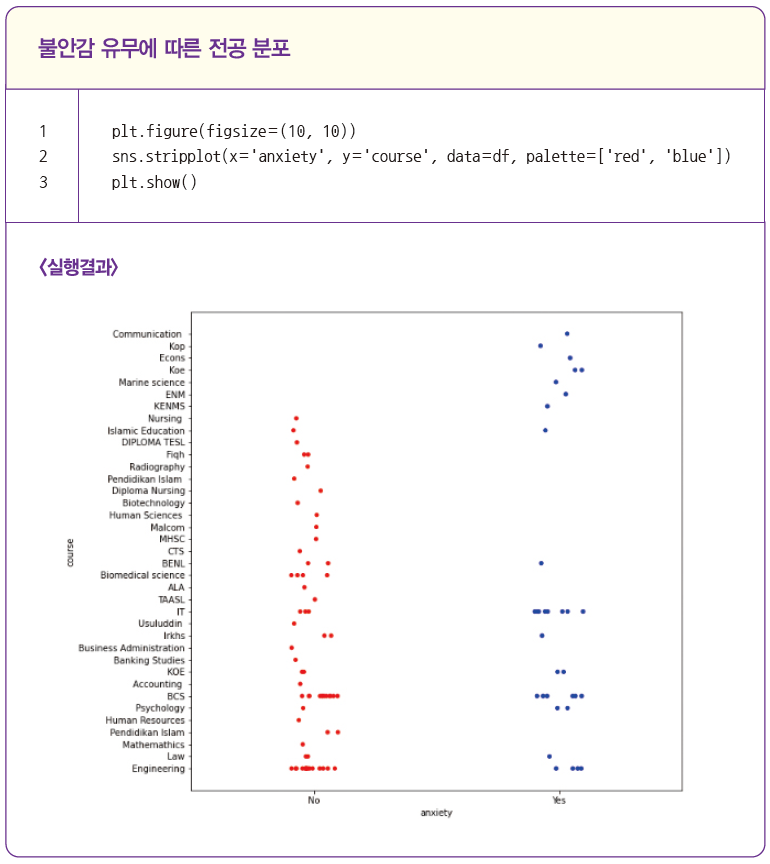 불안감 유무에 따른 전공 분포
1 plt.figure(figsize=(10, 10))
2 sns.stripplot(x='anxiety', y='course', data=df, palette=['red', 'blue'])
3 plt.show()
<실행결과>
Communication
Kop
Econs
Koe
Marine science
ENM
KENMS
Nursing
Islamic Education
DIPLOMA TESL
Fiqh
Radiography
Pendidikan Islam
Diploma Nursing
Biotechnology
Human Sciences
Malcom
MHSC
CTS
BENL
Biomedical science
ALA
TAASL
IT
Usuluddin
Irkhs
Business Administration
Banking Studies
KOE
Accounting
BCS
Psychology
Human Resources
Pendidikan Islam
Mathemathics
Law
Engineering
course
No Yes
anxiety